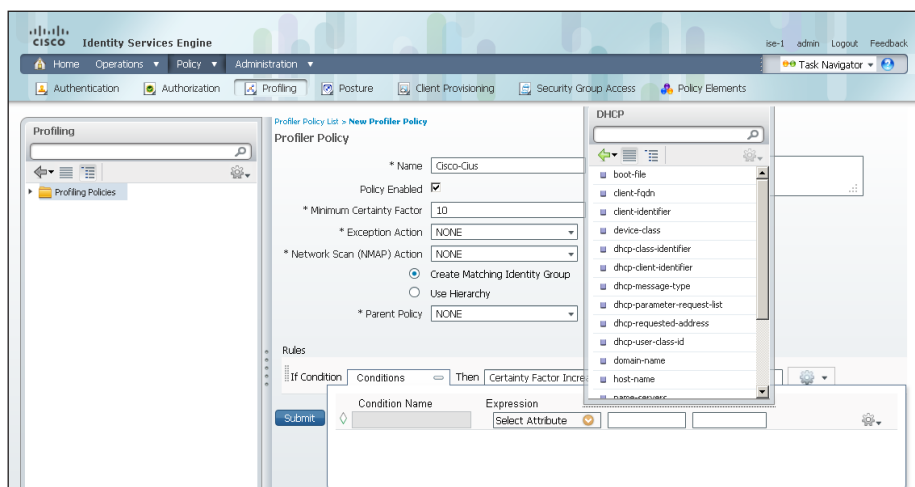 CISCO Identity Services Engine
ise-1 admin Logout Feedback
Home Operations Policy Administration
Task Navigator
Authentication Authorization Profiling Posture Client Provisioning Security Group Access Policy Elements
Profiling
Profiling Policies
Profiler Policy List > New Profiler Policy
Profiler Policy
* Name Cisco-Cius
Policy Enabled
* Minimum Certainty Factor 10
* Exception Action NONE
* Network Scan (NMAP) Action NONE
Create Matching Identity Group
Use Hierarchy
* Parent Policy NONE
Rules
If Condition Conditions Then Certainty Factor Incre
Submit
Condition Name Expression
Select Attribute
DHCP
boot-file
client-fqdn
client-identifier
device-class
dhcp-class-identifier
dhcp-client-identifier
dhcp-message-type
dhcp-parameter-request-list
dhcp-requested-address
dhcp-user-class-id
domain-name
host-name
name-servers